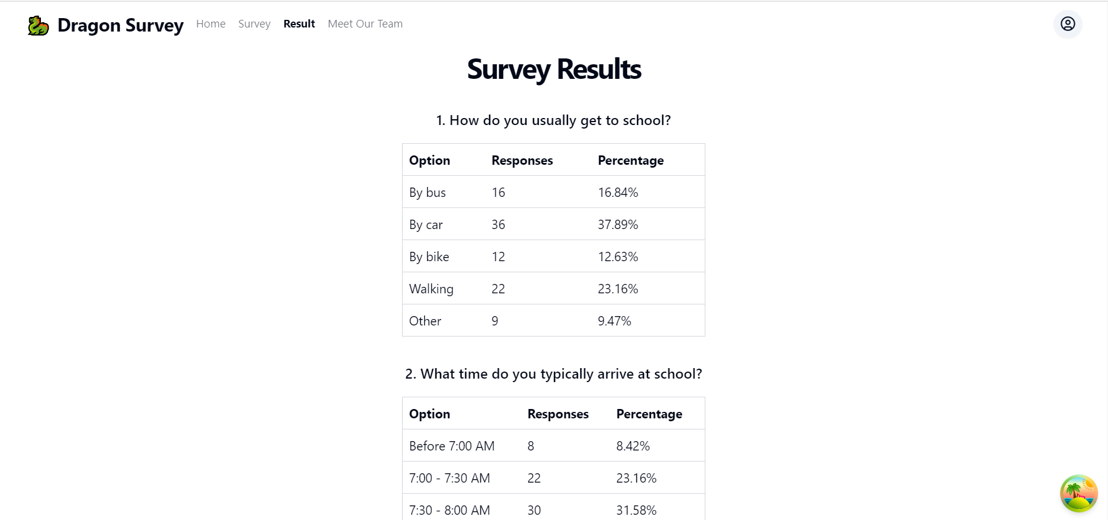 Dragon Survey Home Survey Result Meet Our Team
Survey Results
1. How do you usually get to school?
Option Responses Percentage
By bus 16 16.84%
By car 36 37.89%
By bike 12 12.63%
Walking 22 23.16%
Other 9 9.47%
2. What time do you typically arrive at school?
Option Responses Percentage
Before 7:00 AM 8 8.42%
7:00 - 7:30 AM 22 23.16%
7:30 - 8:00 AM 30 31.58%